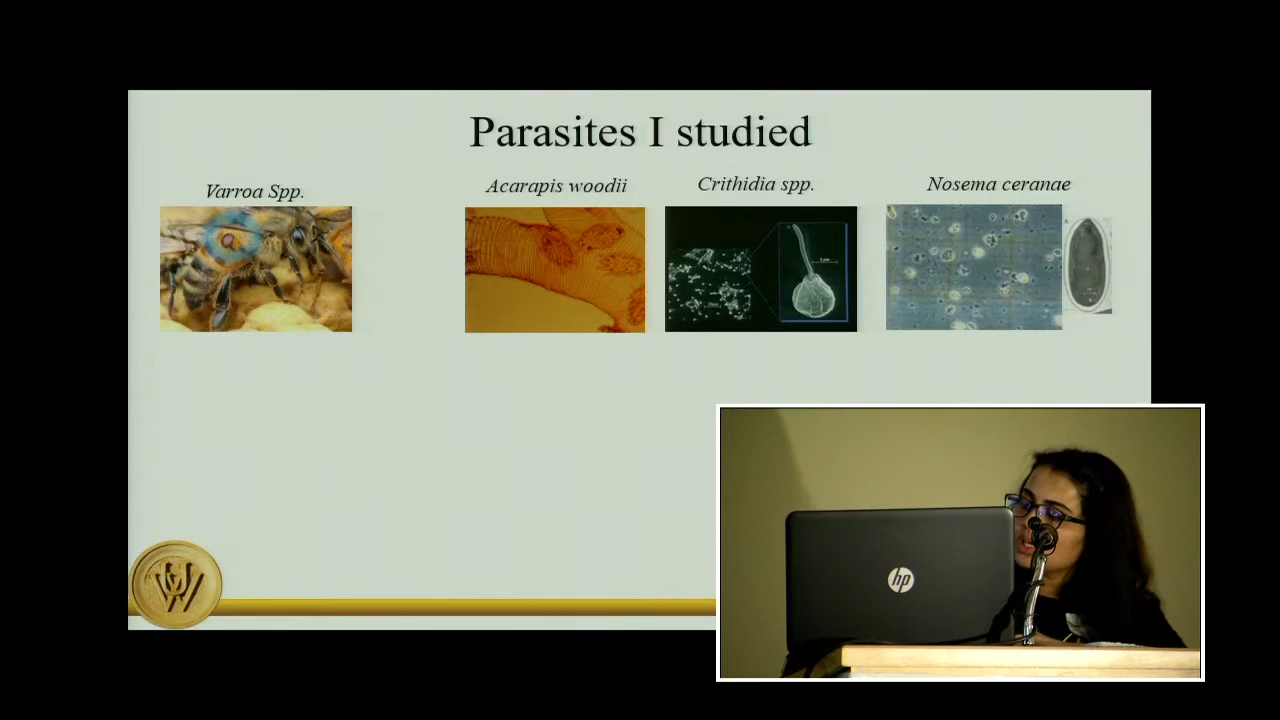 Parasites I studied
Varroa Spp.
Acarapis woodii
Crithidia spp.
Nosema ceranae
hp